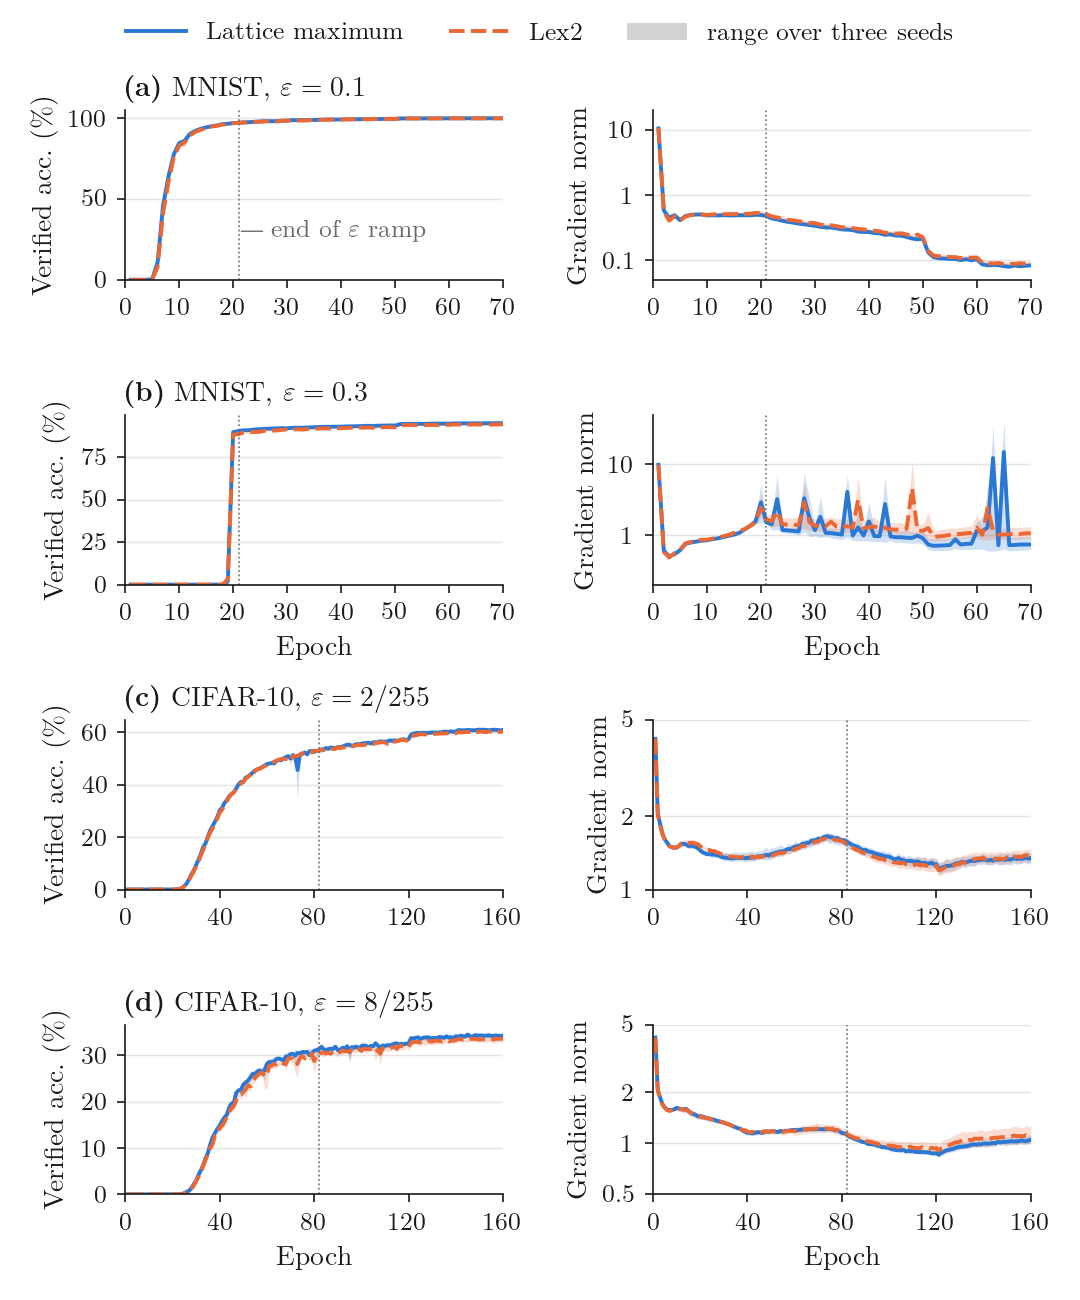 Lattice maximum Lex2 range over three seeds
(a) MNIST, ε = 0.1
Verified acc. (%)
100
50
0
end of ε ramp
0 10 20 30 40 50 60 70
Gradient norm
10
1
0.1
0 10 20 30 40 50 60 70
(b) MNIST, ε = 0.3
Verified acc. (%)
75
50
25
0
0 10 20 30 40 50 60 70
Epoch
Gradient norm
10
1
0 10 20 30 40 50 60 70
Epoch
(c) CIFAR-10, ε = 2/255
Verified acc. (%)
60
40
20
0
0 40 80 120 160
Gradient norm
5
2
1
0 40 80 120 160
(d) CIFAR-10, ε = 8/255
Verified acc. (%)
30
20
10
0
0 40 80 120 160
Epoch
Gradient norm
5
2
1
0.5
0 40 80 120 160
Epoch